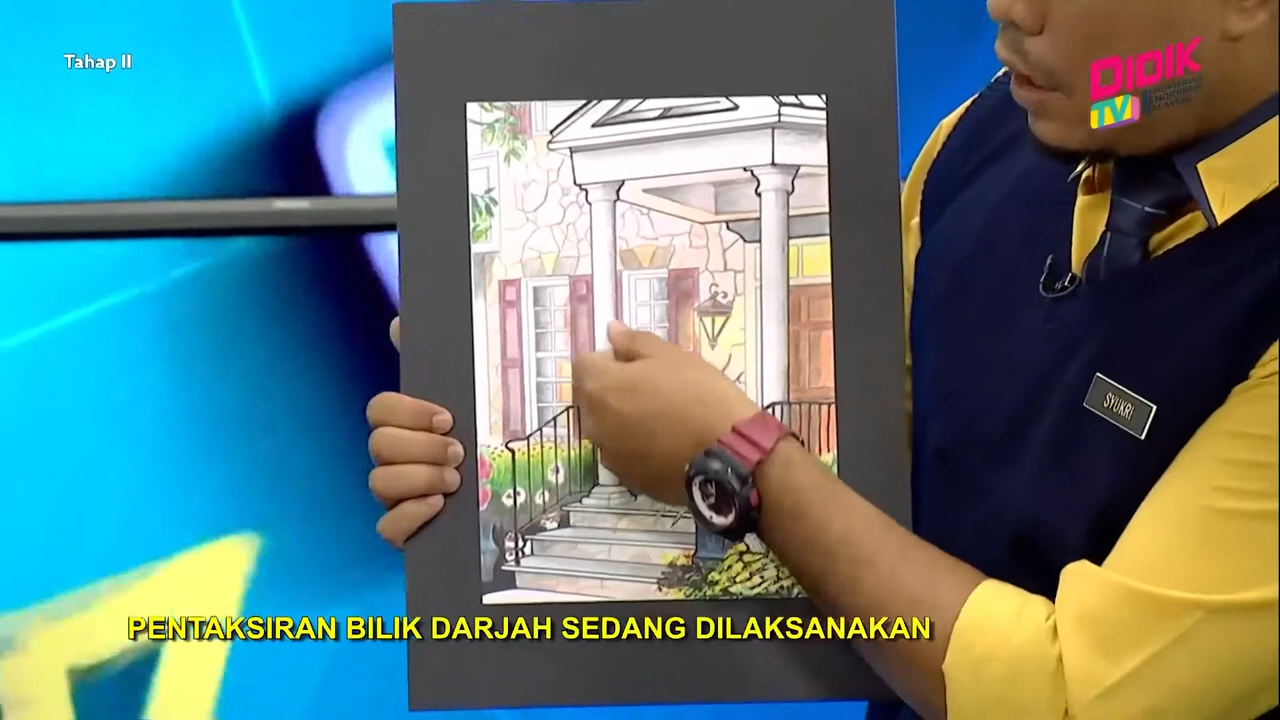 Tahap II
DIDIK
TV
SYUKRI
PENTAKSIRAN BILIK DARJAH SEDANG DILAKSANAKAN